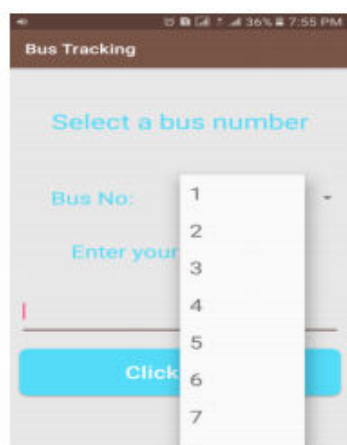 36% 7:55 PM
Bus Tracking
Select a bus number
Bus No:
1
2
Enter your
3
4
5
Click
6
7